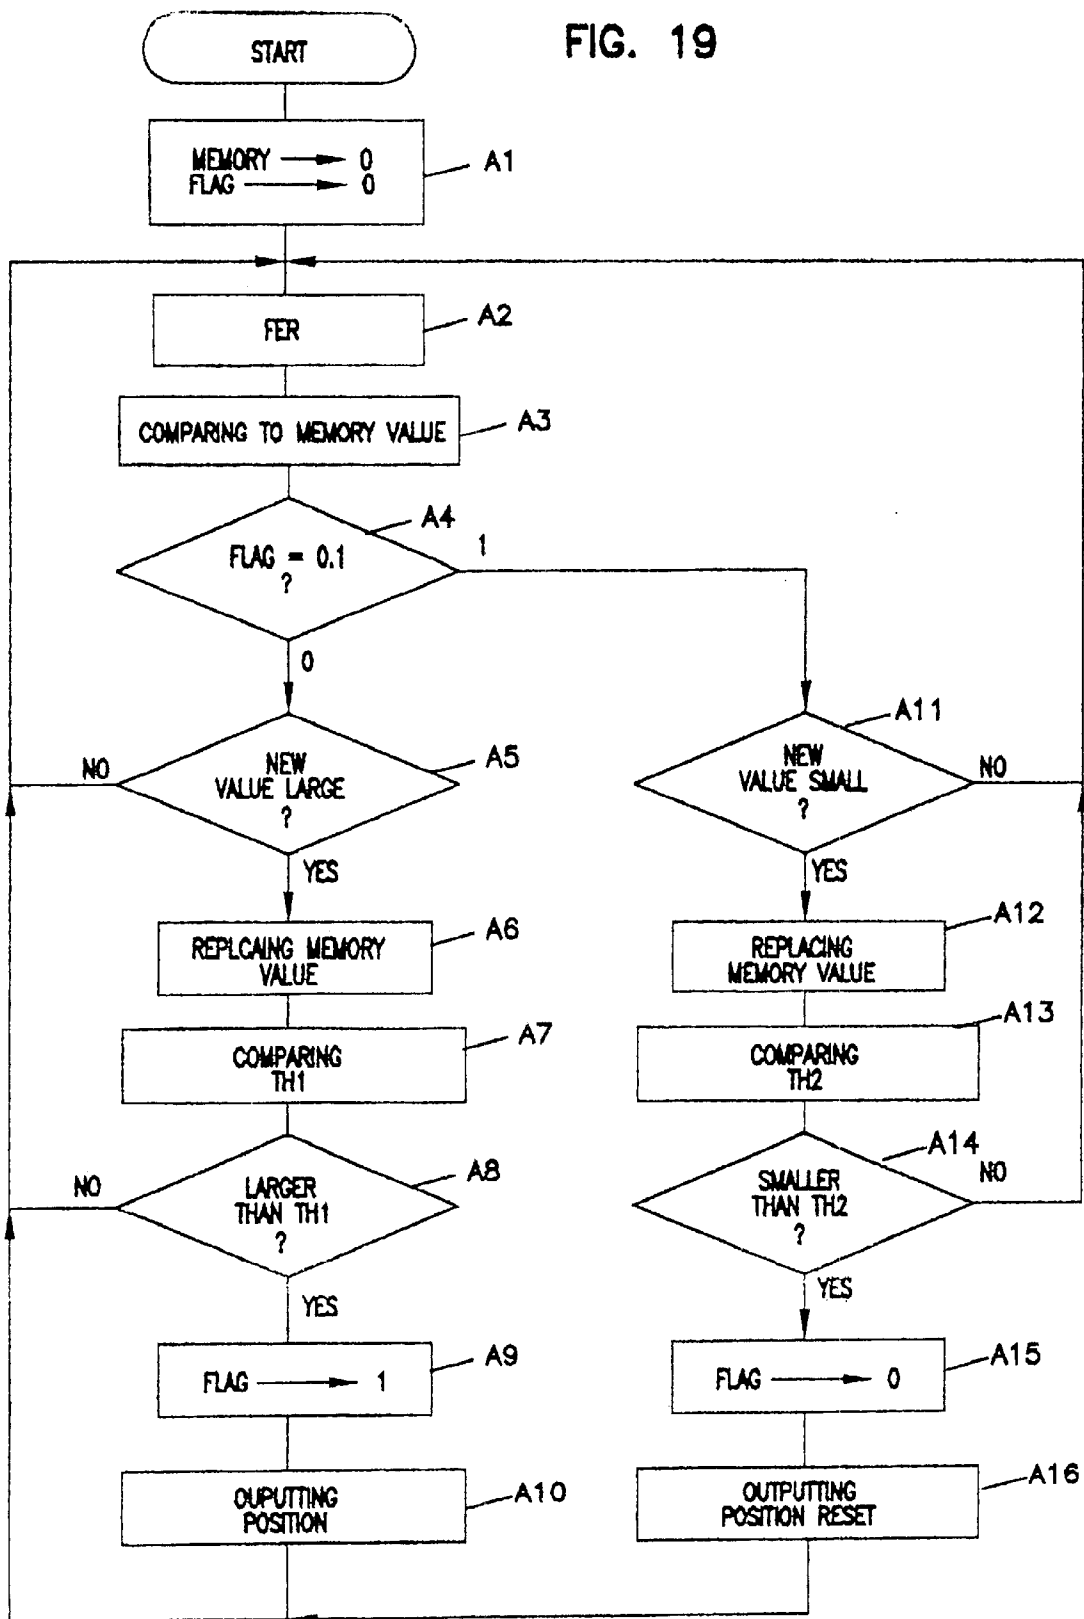 FIG. 19
START
MEMORY → 0
FLAG → 0
A1
FER
A2
COMPARING TO MEMORY VALUE
A3
FLAG = 0.1
?
A4
1
0
NEW
VALUE LARGE
?
A5
NO
YES
NEW
VALUE SMALL
?
A11
NO
YES
REPLCAING MEMORY
VALUE
A6
REPLACING
MEMORY VALUE
A12
COMPARING
TH1
A7
COMPARING
TH2
A13
LARGER
THAN TH1
?
A8
NO
YES
SMALLER
THAN TH2
?
A14
NO
YES
FLAG → 1
A9
FLAG → 0
A15
OUPUTTING
POSITION
A10
OUTPUTTING
POSITION RESET
A16